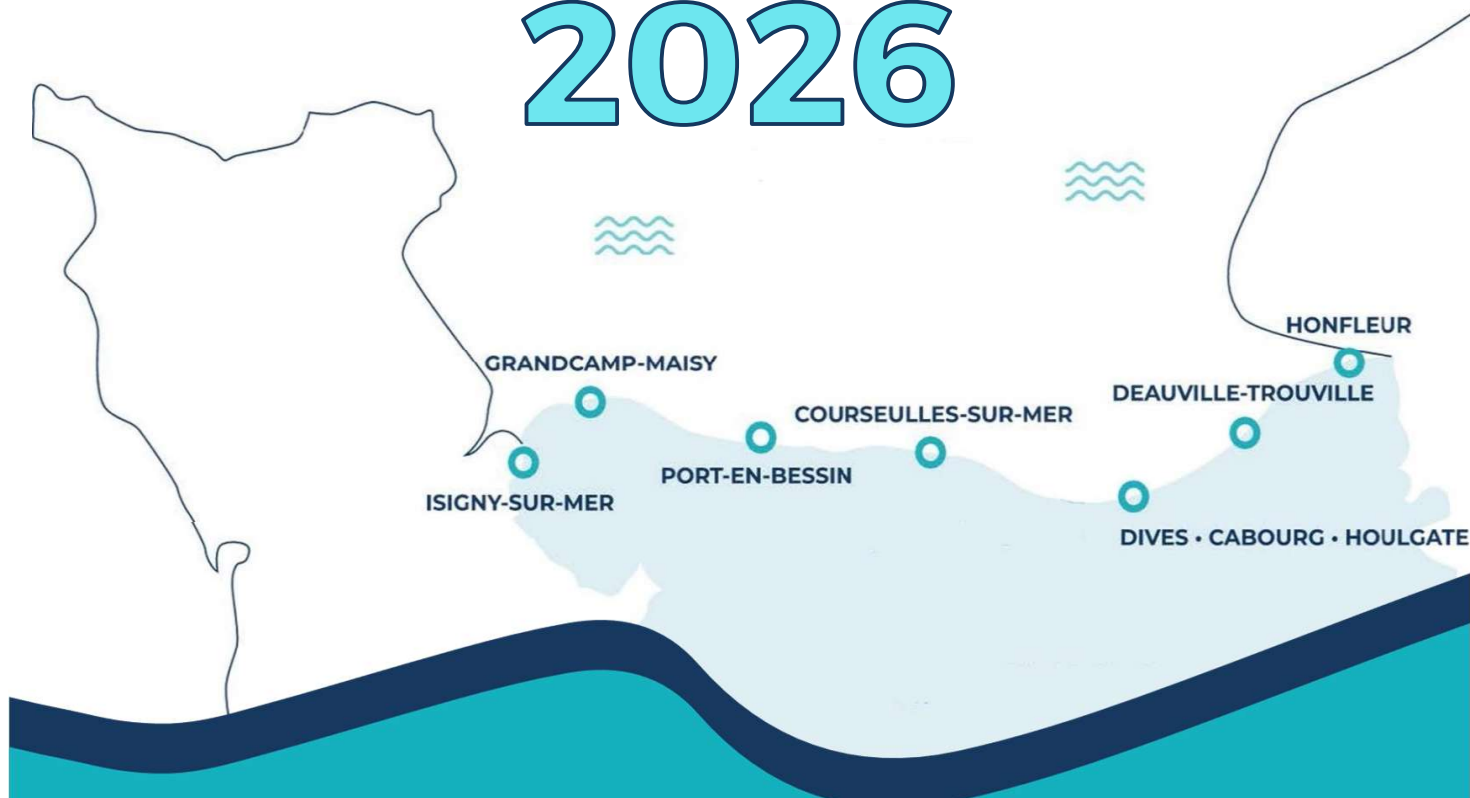 2026
HONFLEUR
GRANDCAMP-MAISY
DEAUVILLE-TROUVILLE
COURSEULLES-SUR-MER
PORT-EN-BESSIN
ISIGNY-SUR-MER
DIVES • CABOURG • HOULGATE